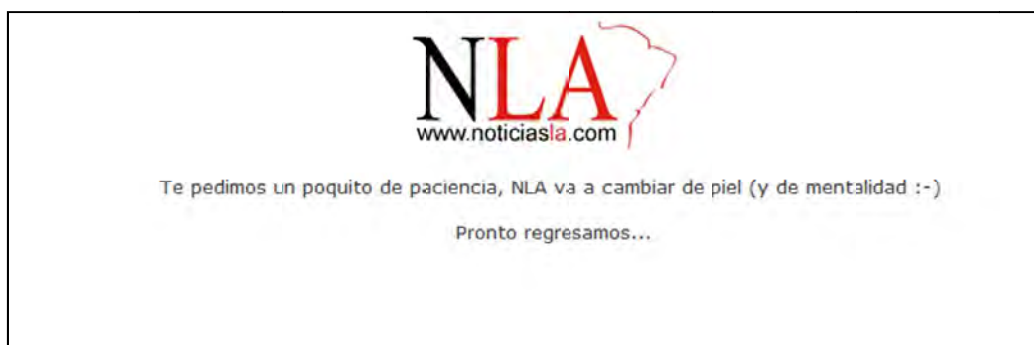 NLA
www.noticiasla.com
Te pedimos un poquito de paciencia, NLA va a cambiar de piel (y de mentalidad :-)
Pronto regresamos...